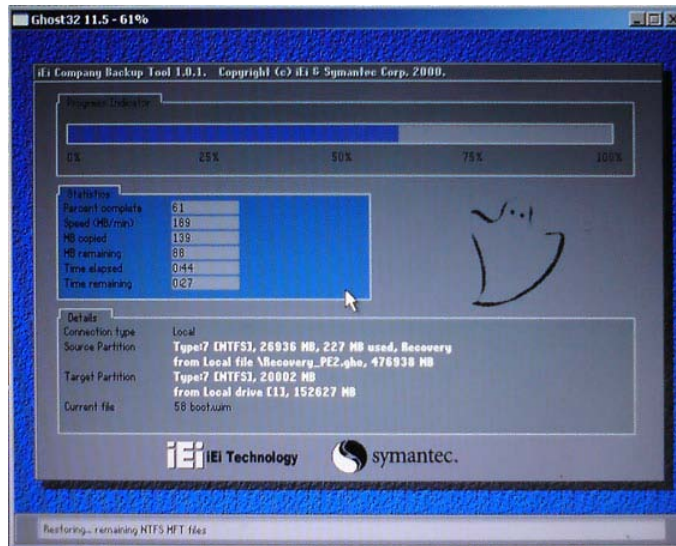 Ghost32 11.5 - 61%
iEi Company Backup Tool 1.0.1. Copyright (c) iEi & Symantec Corp. 2000.
Progress Indicator
0% 25% 50% 75% 100%
Statistics
Percent complete 61
Speed (MB/min) 189
MB copied 139
MB remaining 88
Time elapsed 0:44
Time remaining 0:27
Details
Connection type Local
Source Partition Type:7 [NTFS], 26936 MB, 227 MB used, Recovery
from Local file \Recovery_PE2.gho, 476938 MB
Target Partition Type:7 [NTFS], 20002 MB
from Local drive [1], 152627 MB
Current file 58 boot.wim
iEi iEi Technology symantec.
Restoring... remaining NTFS MFT files